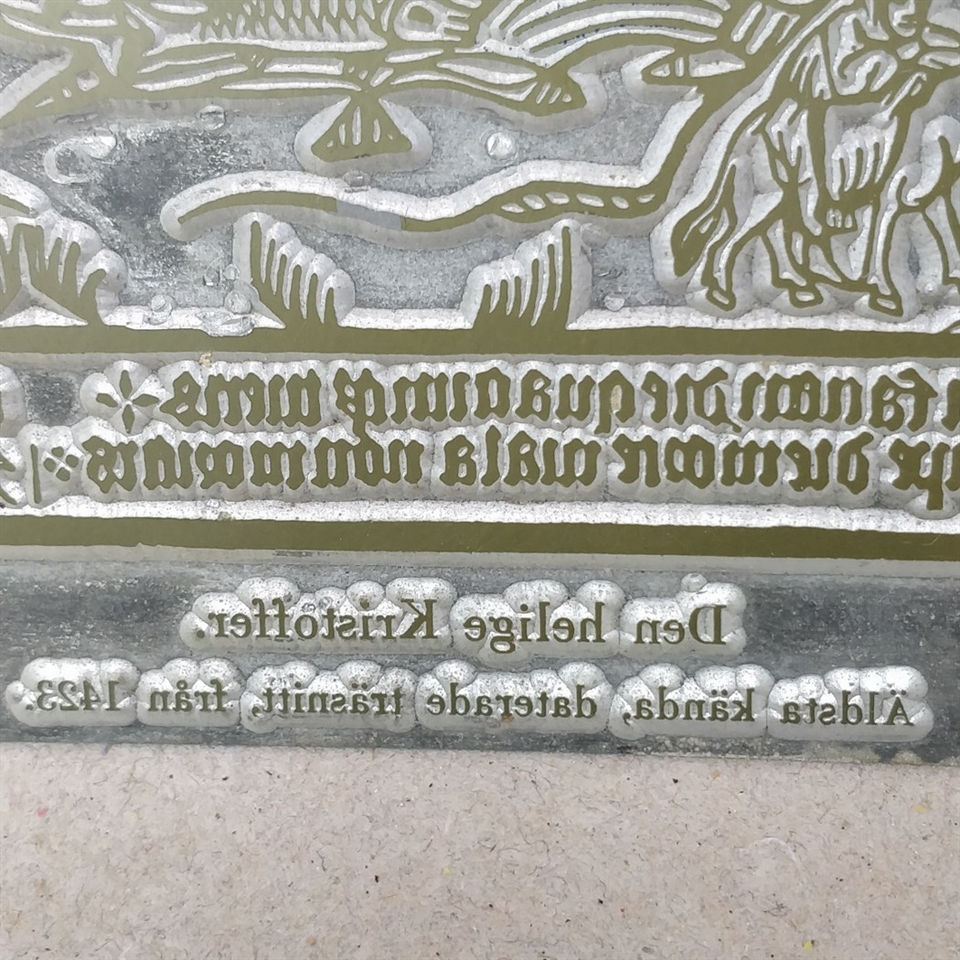 faciem die quacumque tueris
die morte mala non morieris
Den helige Kristoffer.
Äldsta kända, daterade träsnitt, från 1423.